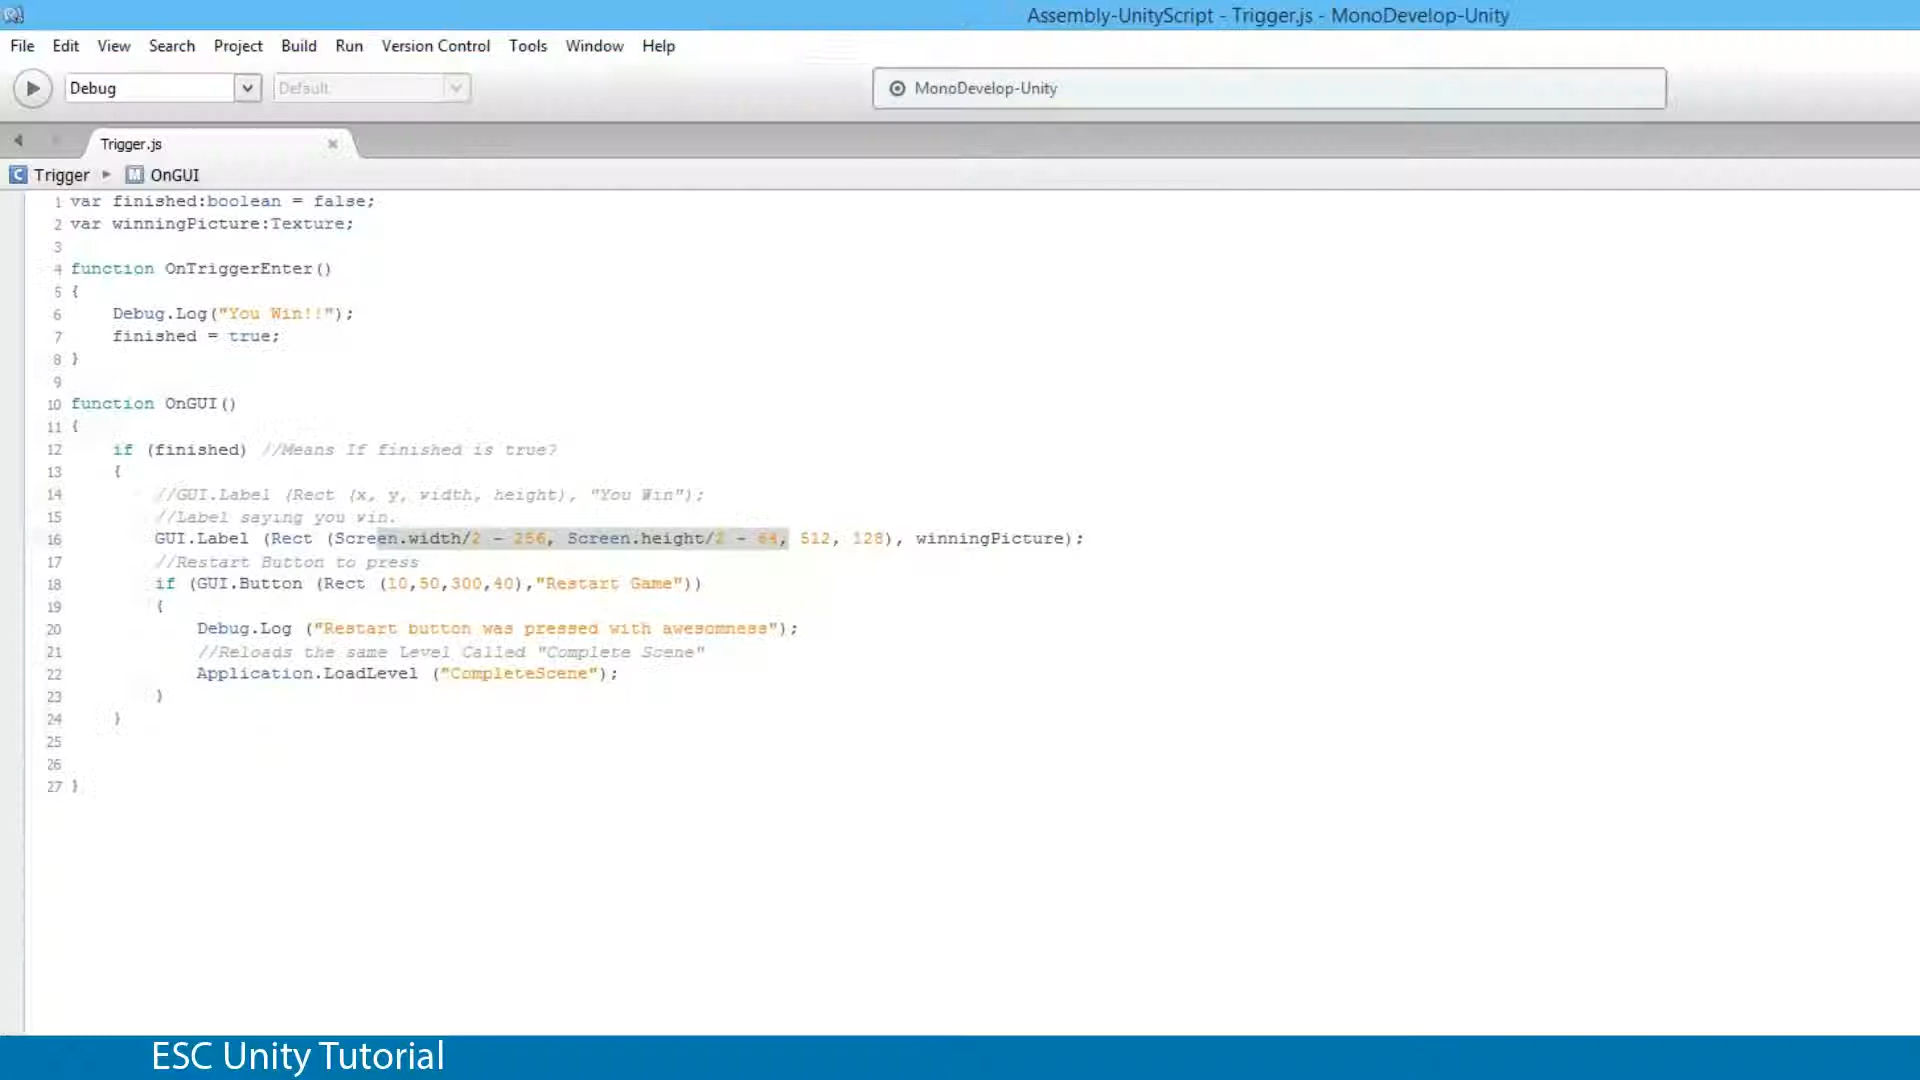 Assembly-UnityScript - Trigger.js - MonoDevelop-Unity
File Edit View Search Project Build Run Version Control Tools Window Help
Debug Default MonoDevelop-Unity
Trigger.js
C Trigger M OnGUI
1 var finished:boolean = false;
2 var winningPicture:Texture;
3
4 function OnTriggerEnter()
5 {
6 Debug.Log("You Win!!");
7 finished = true;
8 }
9
10 function OnGUI()
11 {
12 if (finished) //Means If finished is true?
13 {
14 //GUI.Label (Rect (x, y, width, height), "You Win");
15 //Label saying you win.
16 GUI.Label (Rect (Screen.width/2 - 256, Screen.height/2 - 64, 512, 128), winningPicture);
17 //Restart Button to press
18 if (GUI.Button (Rect (10,50,300,40),"Restart Game"))
19 {
20 Debug.Log ("Restart button was pressed with awesomness");
21 //Reloads the same Level Called "Complete Scene"
22 Application.LoadLevel ("CompleteScene");
23 }
24 }
25
26
27 }
ESC Unity Tutorial